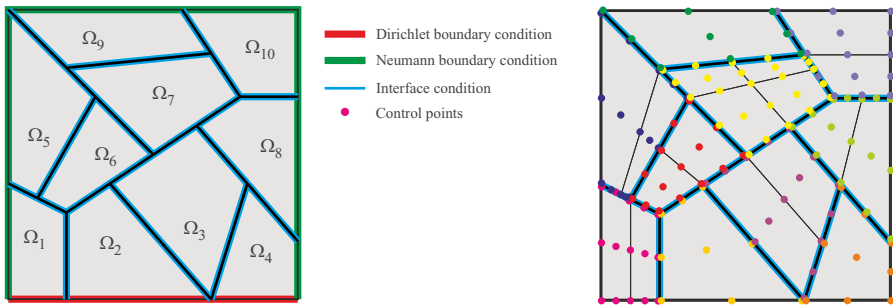 Ω9
Ω10
Ω7
Ω5
Ω6
Ω8
Ω1
Ω2
Ω3
Ω4
Dirichlet boundary condition
Neumann boundary condition
Interface condition
Control points